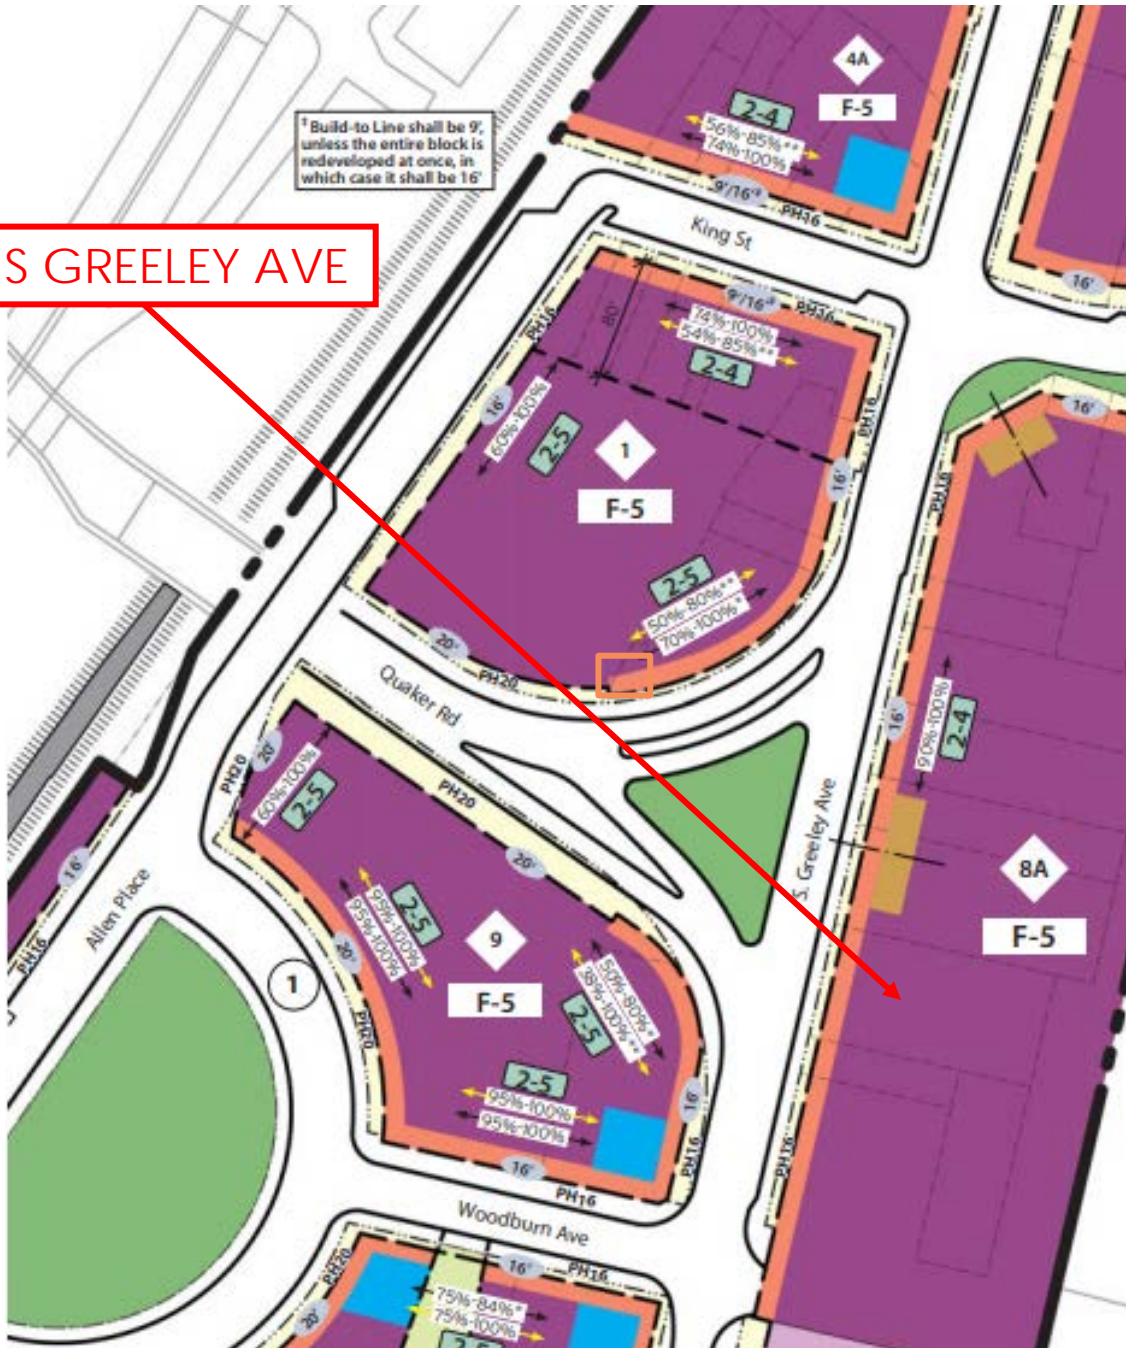 4A
F-5
2-4
56%-85%**
74%-100%
9'/16'‡
PH16
‡Build-to Line shall be 9',
unless the entire block is
redeveloped at once, in
which case it shall be 16'
King St
16'
S GREELEY AVE
9'/16'‡
PH16
PH16
80'
74%-100%
54%-85%**
2-4
16'
60%-100%
2-5
1
F-5
PH16
16'
16'
PH16
2-5
50%-80%**
70%-100%*
20'
PH20
Quaker Rd
16'
90%-100%
2-4
PH20
20'
60%-100%
2-5
PH20
20'
S. Greeley Ave
8A
F-5
16'
Allen Place
PH16
95%-100%
95%-100%
2-5
9
F-5
20'
PH20
1
50%-80%*
38%-100%**
2-5
2-5
95%-100%
95%-100%
16'
PH16
PH16
16'
PH16
Woodburn Ave
PH20
20'
16'
PH16
75%-84%*
75%-100%
2-5